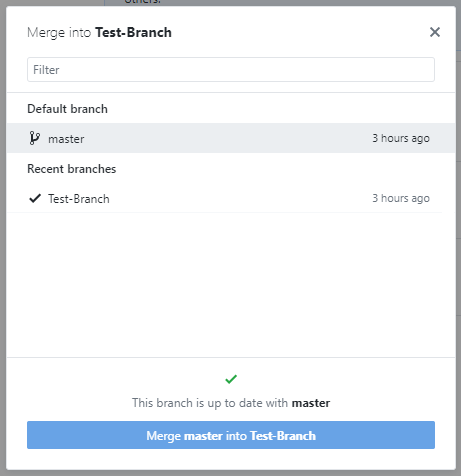 others.
Merge into Test-Branch
Filter
Default branch
master 3 hours ago
Recent branches
Test-Branch 3 hours ago
This branch is up to date with master
Merge master into Test-Branch